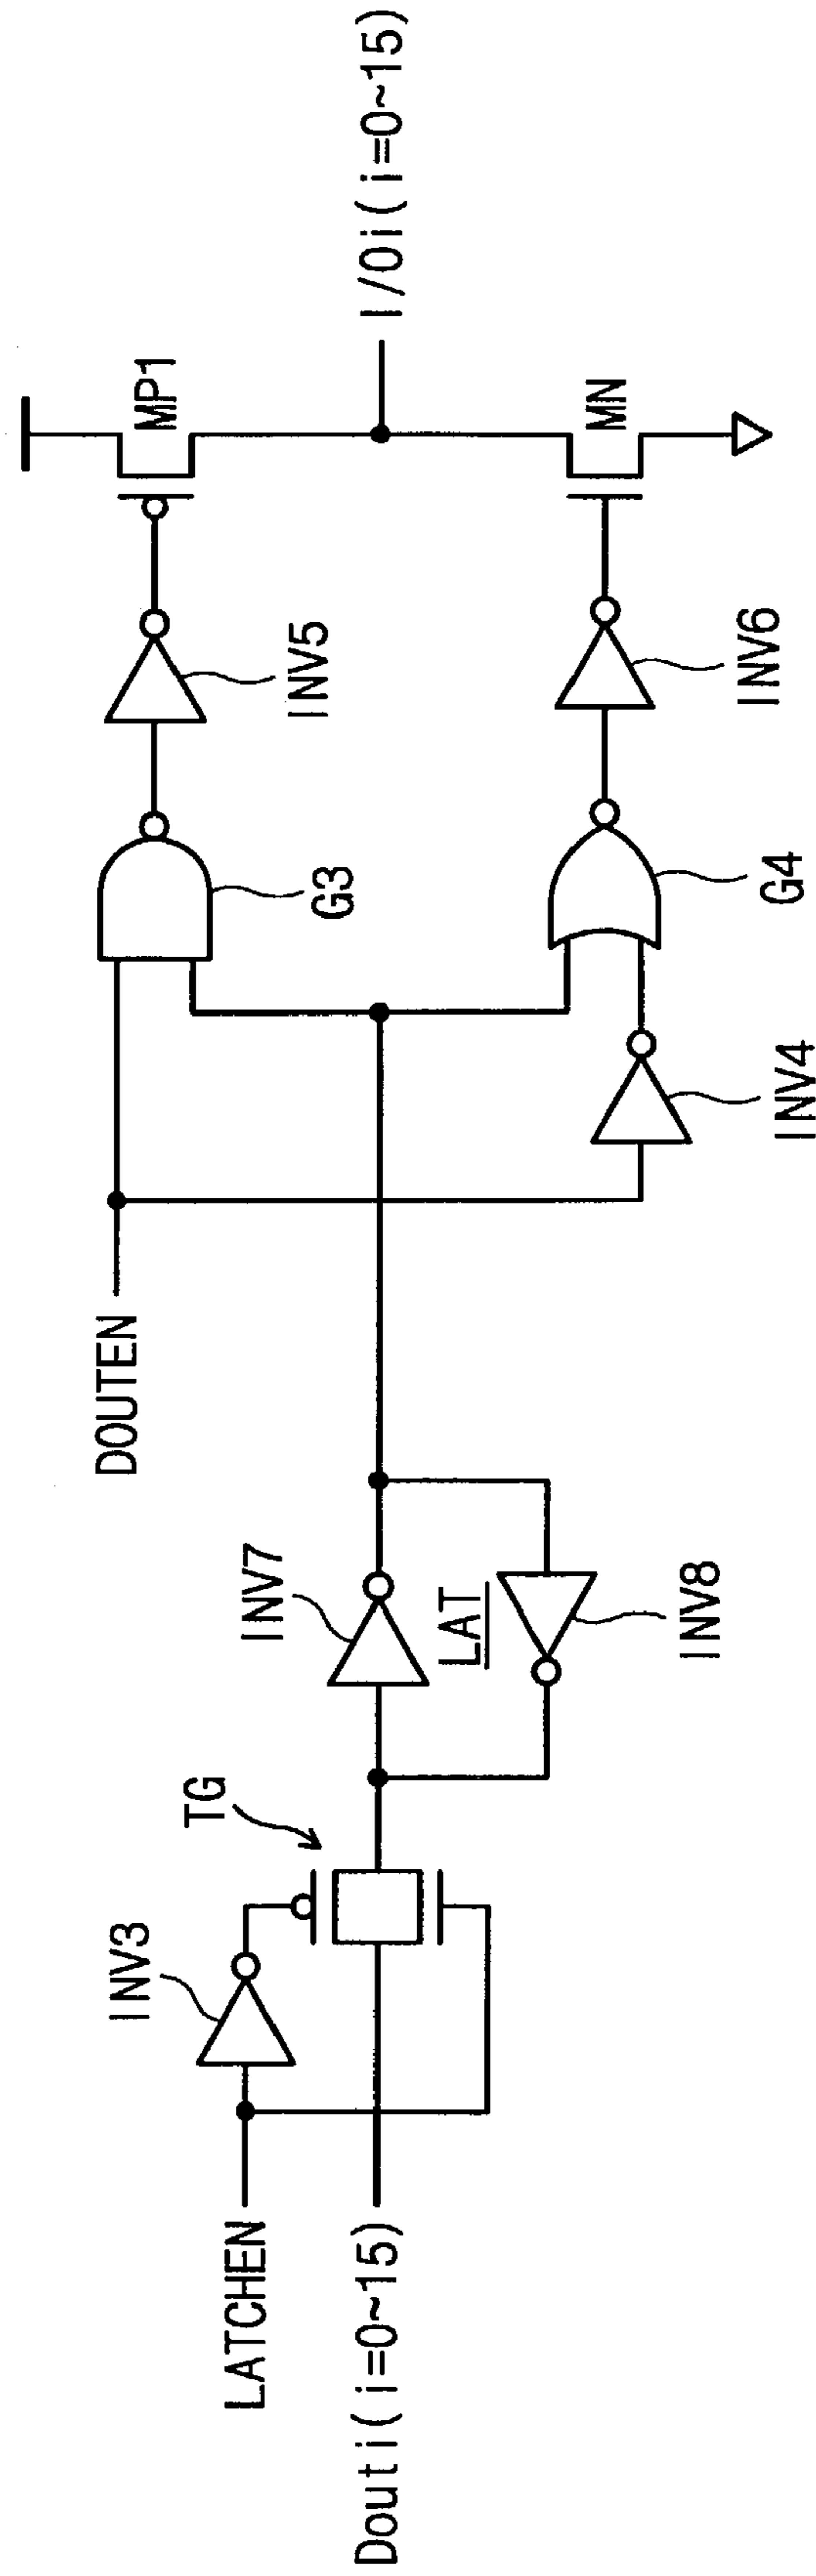 LATCHEN
Douti(i=0~15)
INV3
TG
INV7
LAT
INV8
DOUTEN
INV4
G3
G4
INV5
INV6
MP1
MN
I/Oi(i=0~15)